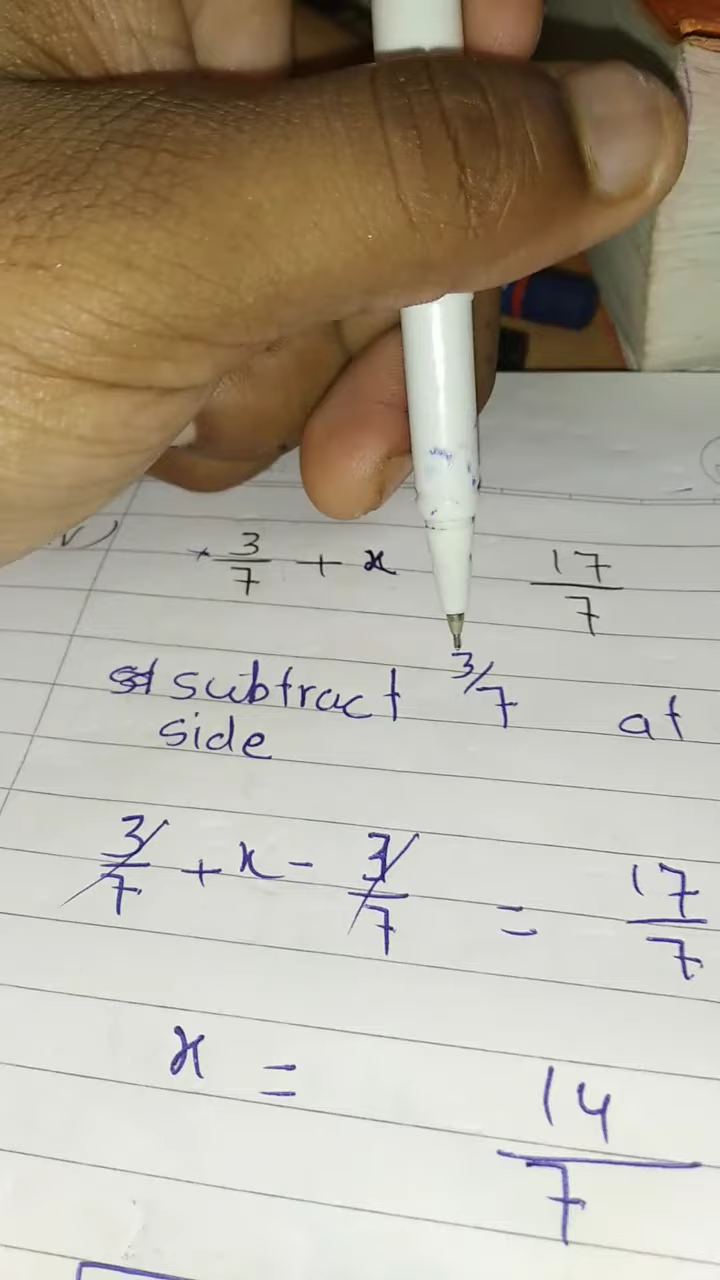 3/7 + x 17/7
subtract 3/7 at
side
3/7 + x - 3/7 = 17/7
x = 14/7